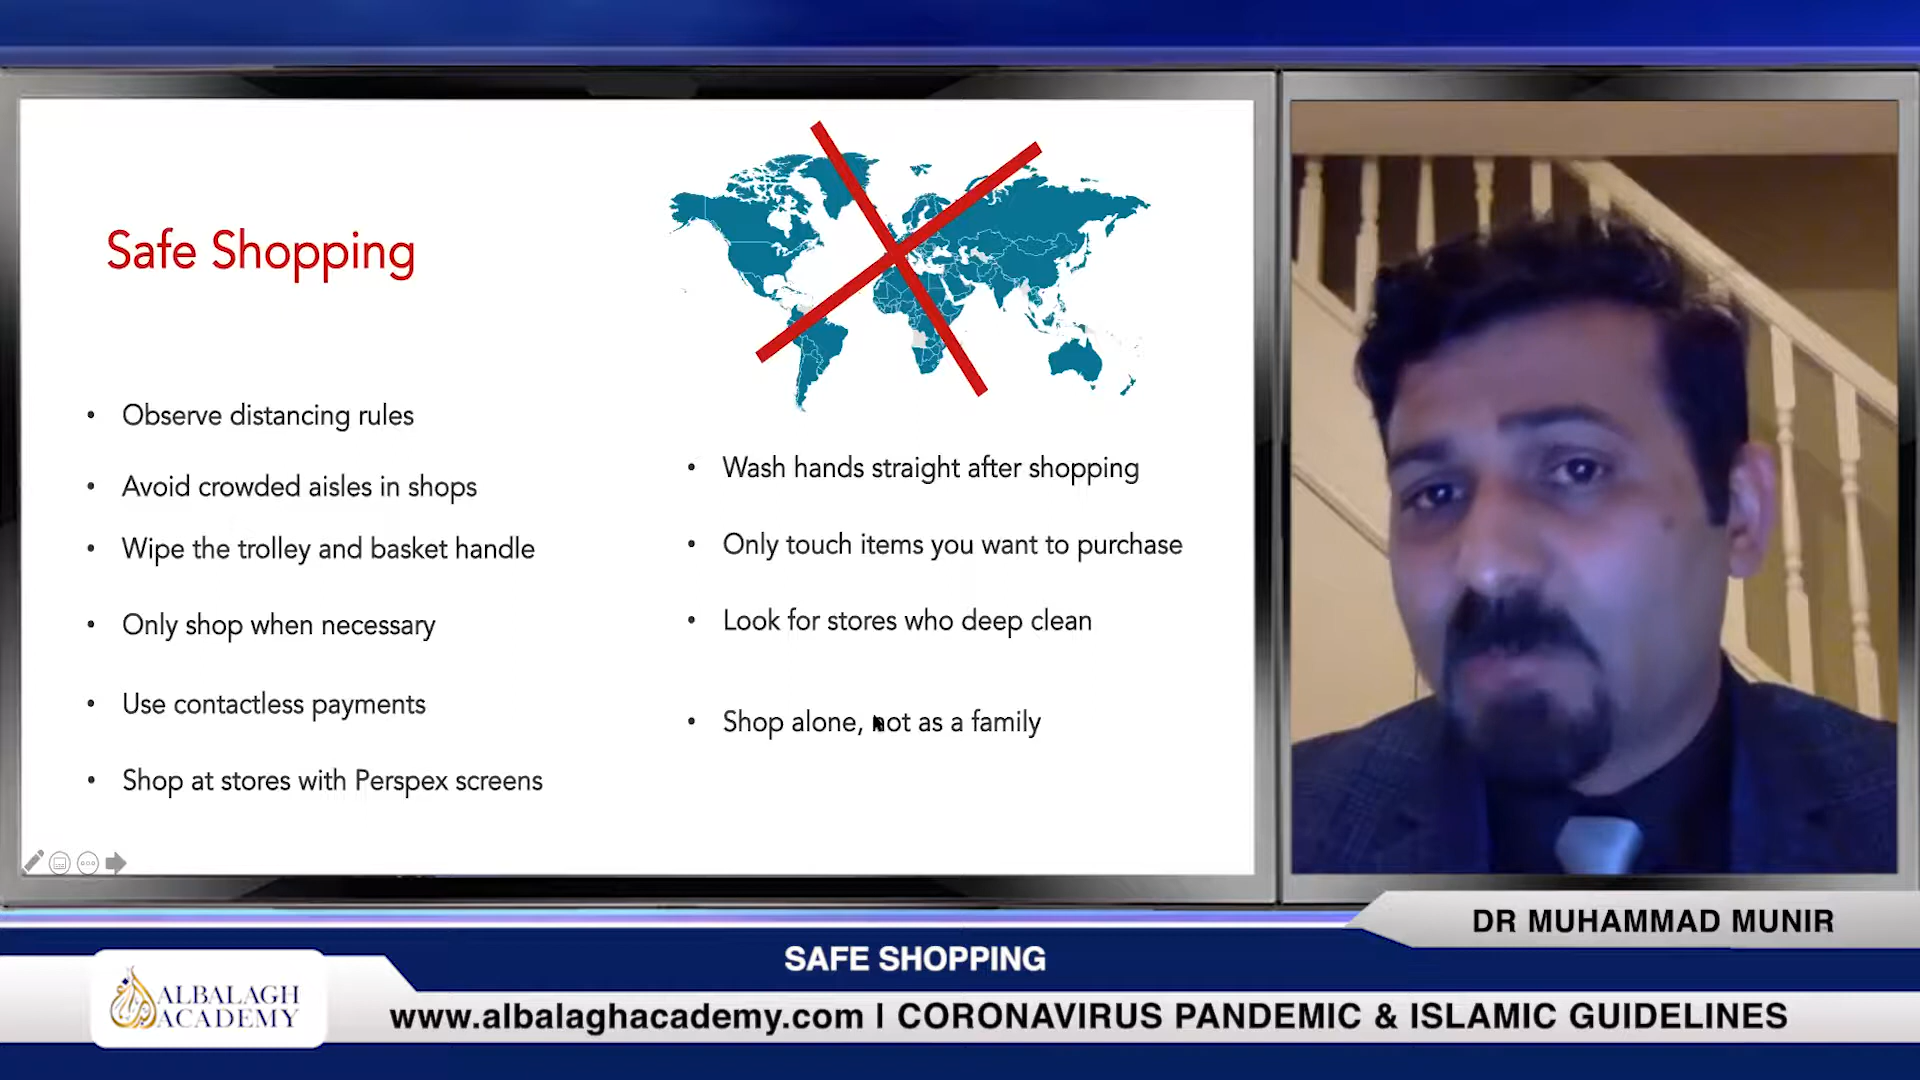 Safe Shopping
• Observe distancing rules
• Avoid crowded aisles in shops
• Wipe the trolley and basket handle
• Only shop when necessary
• Use contactless payments
• Shop at stores with Perspex screens
• Wash hands straight after shopping
• Only touch items you want to purchase
• Look for stores who deep clean
• Shop alone, not as a family
DR MUHAMMAD MUNIR
SAFE SHOPPING
ALBALAGH
ACADEMY
www.albalaghacademy.com I CORONAVIRUS PANDEMIC & ISLAMIC GUIDELINES